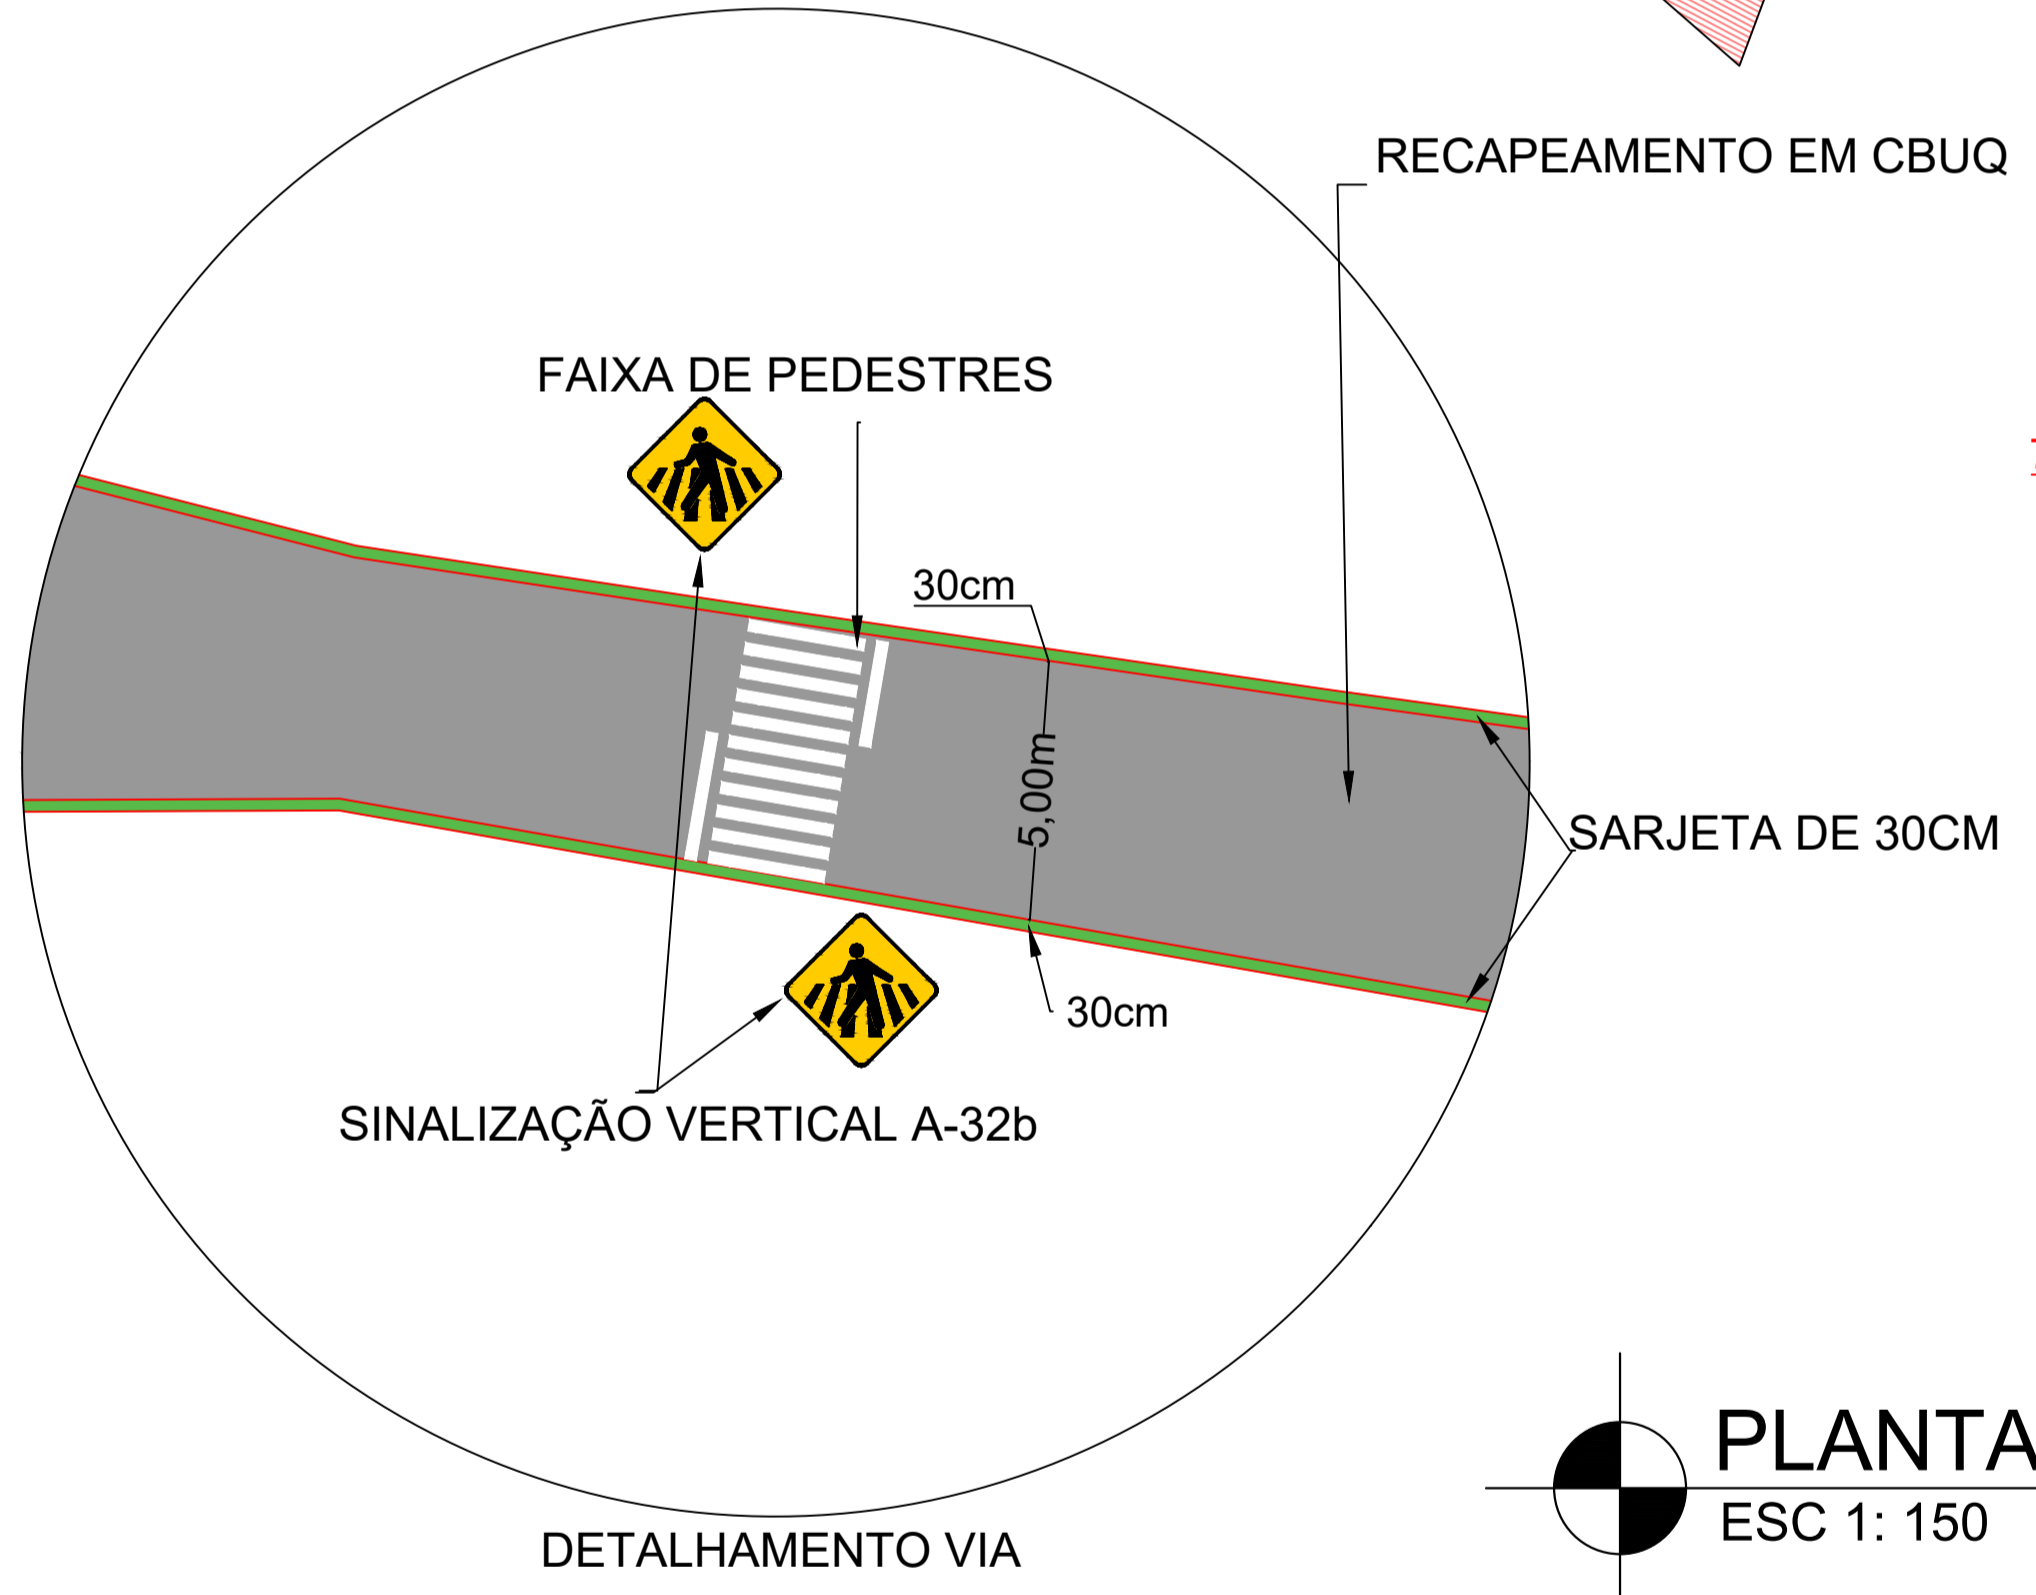 RECAPEAMENTO EM CBUQ
FAIXA DE PEDESTRES
30cm
5,00m
SARJETA DE 30CM
30cm
SINALIZAÇÃO VERTICAL A-32b
PLANTA
ESC 1: 150
DETALHAMENTO VIA